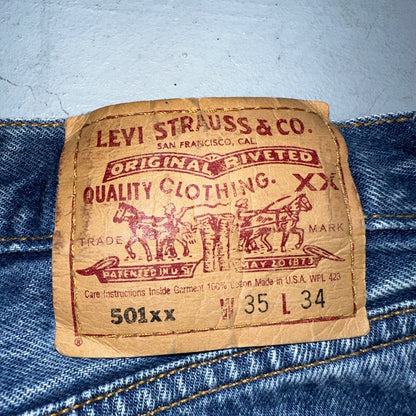 LEVI STRAUSS & CO.
SAN FRANCISCO, CAL.
ORIGINAL RIVETED
QUALITY CLOTHING. XX
TRADE MARK
PATENTED IN U.S. MAY 20 1873
Care Instructions Inside Garment 100% Cotton Made in U.S.A. WPL 423
501xx W 35 L 34
®